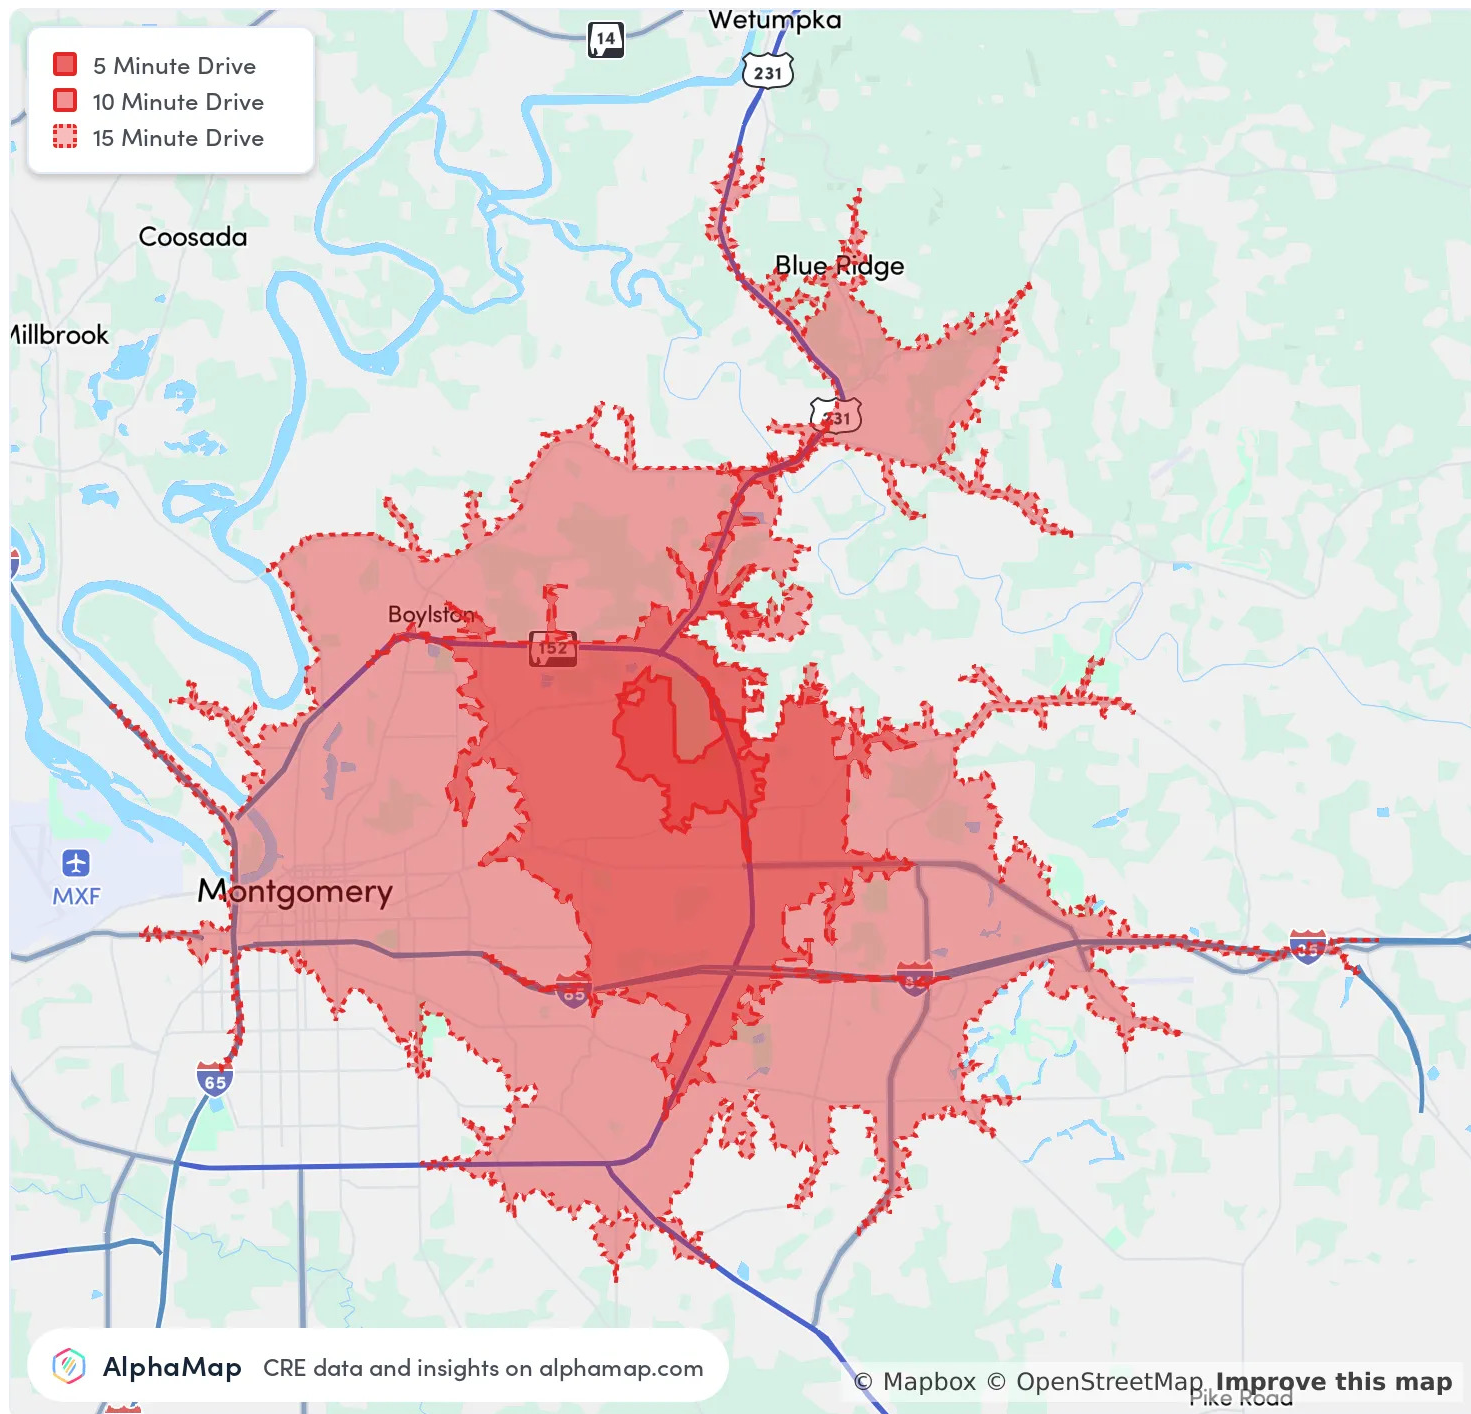 Wetumpka
14
231
5 Minute Drive
10 Minute Drive
15 Minute Drive
Coosada
Blue Ridge
Millbrook
231
Boylston
152
MXF
Montgomery
85
65
AlphaMap CRE data and insights on alphamap.com
© Mapbox © OpenStreetMap Improve this map
Pike Road